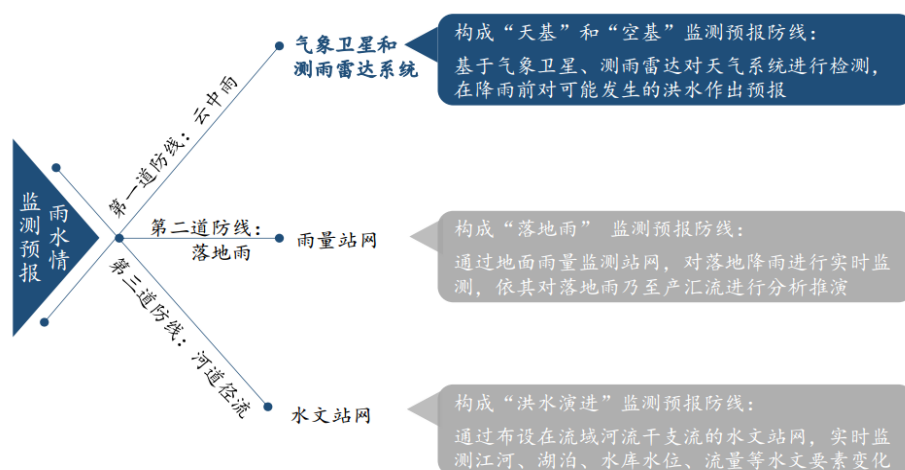 雨水情
监测预报
第一道防线：云中雨
气象卫星和
测雨雷达系统
构成“天基”和“空基”监测预报防线：
基于气象卫星、测雨雷达对天气系统进行检测，
在降雨前对可能发生的洪水作出预报
第二道防线：
落地雨
雨量站网
构成“落地雨” 监测预报防线：
通过地面雨量监测站网，对落地降雨进行实时监
测，依其对落地雨乃至产汇流进行分析推演
第三道防线：河道径流
水文站网
构成“洪水演进”监测预报防线：
通过布设在流域河流干支流的水文站网，实时监
测江河、湖泊、水库水位、流量等水文要素变化